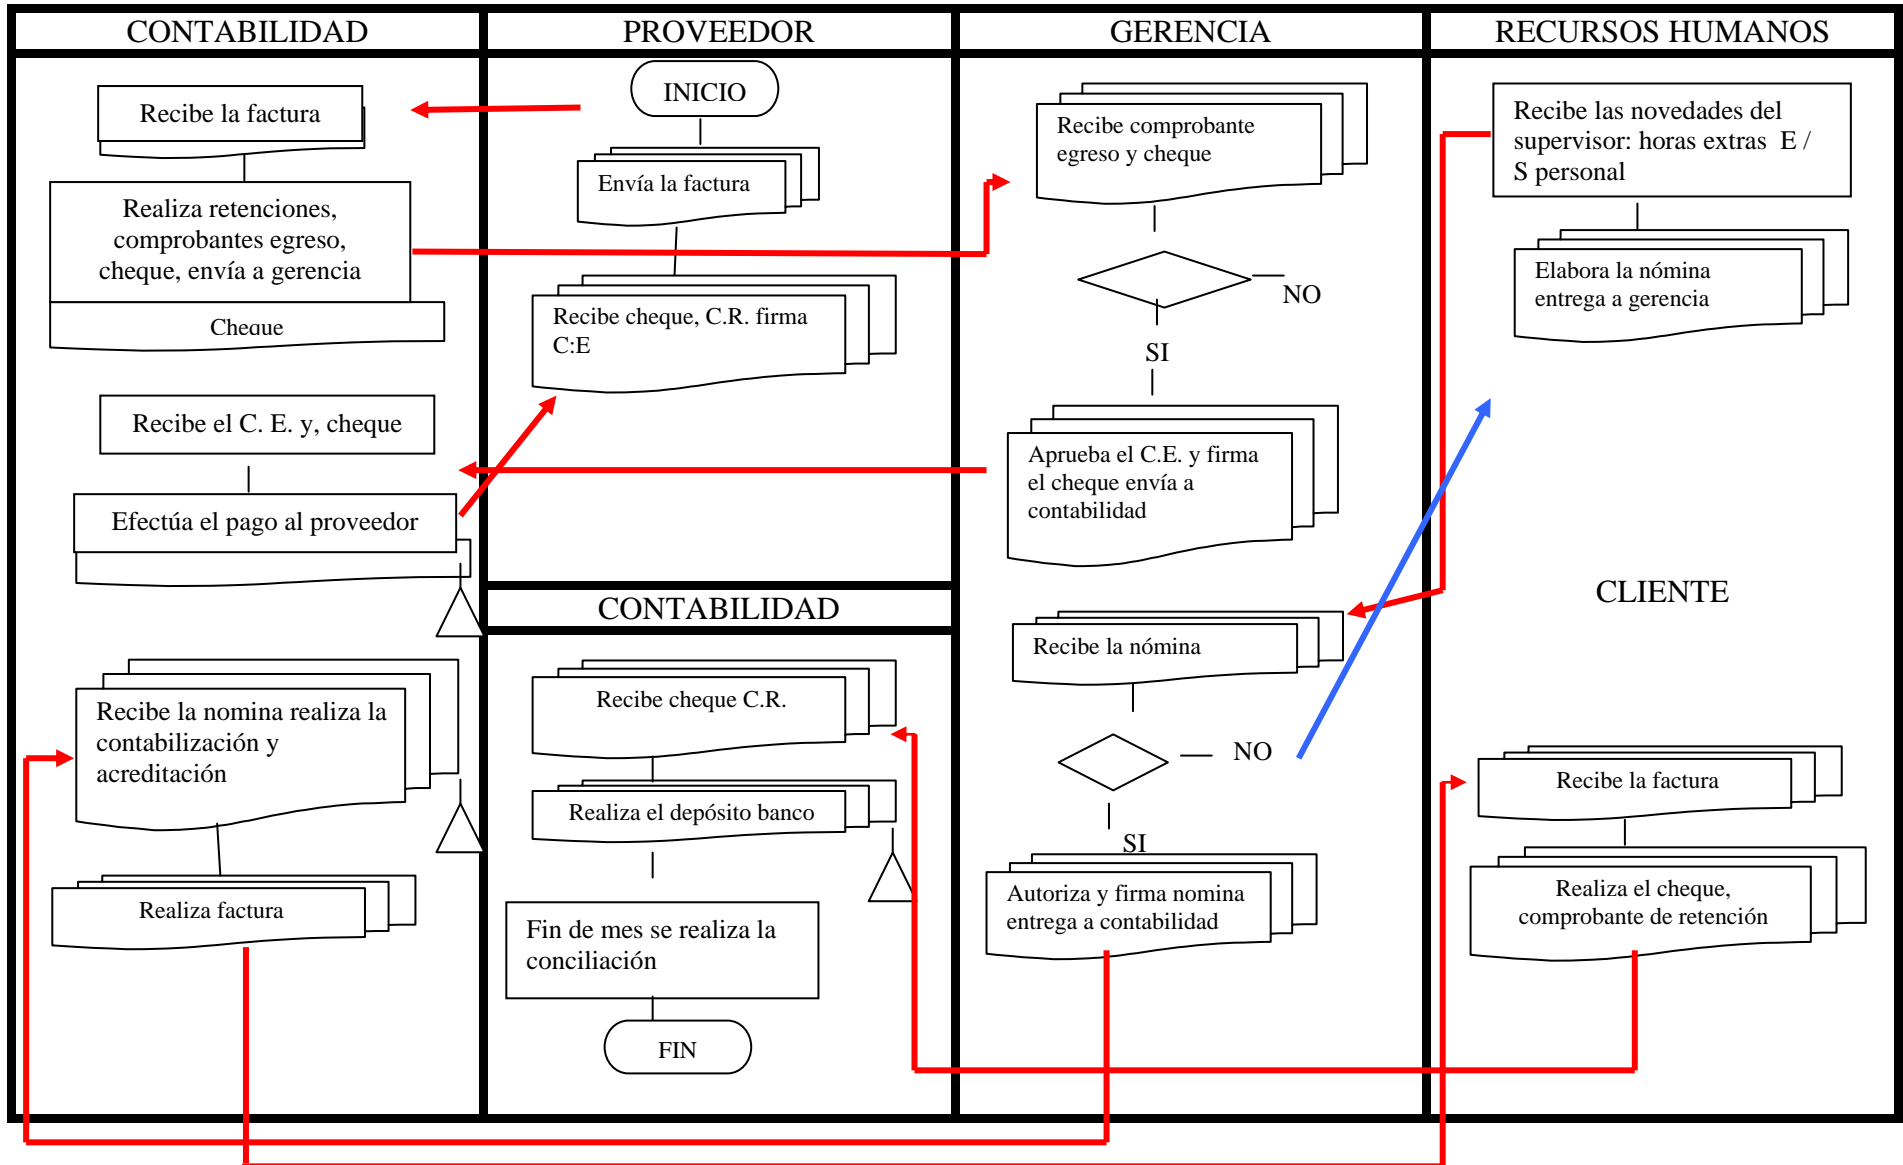 CONTABILIDAD
Recibe la factura
Realiza retenciones,
comprobantes egreso,
cheque, envía a gerencia
Cheque
Recibe el C. E. y, cheque
Efectúa el pago al proveedor
Recibe la nomina realiza la
contabilización y
acreditación
Realiza factura
PROVEEDOR
INICIO
Envía la factura
Recibe cheque, C.R. firma
C:E
CONTABILIDAD
Recibe cheque C.R.
Realiza el depósito banco
Fin de mes se realiza la
conciliación
FIN
GERENCIA
Recibe comprobante
egreso y cheque
NO
SI
Aprueba el C.E. y firma
el cheque envía a
contabilidad
Recibe la nómina
NO
SI
Autoriza y firma nomina
entrega a contabilidad
RECURSOS HUMANOS
Recibe las novedades del
supervisor: horas extras E /
S personal
Elabora la nómina
entrega a gerencia
CLIENTE
Recibe la factura
Realiza el cheque,
comprobante de retención